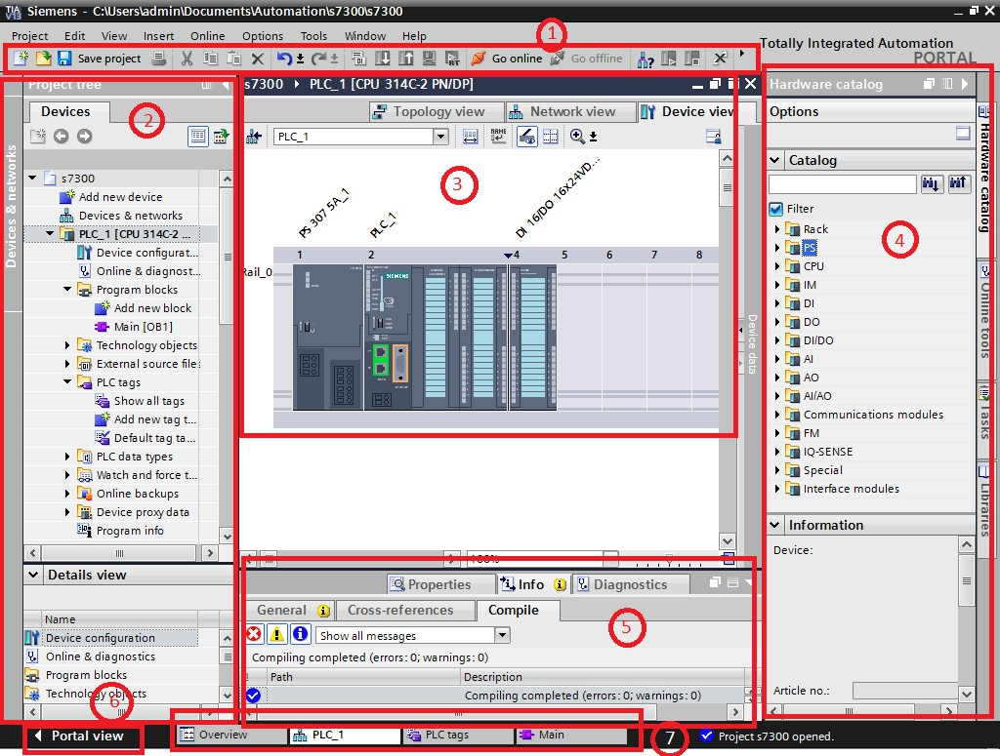 TIA V13 Siemens - C:\Users\admin\Documents\Automation\s7300\s7300
Project Edit View Insert Online Options Tools Window Help
1
Totally Integrated Automation
PORTAL
Save project
Go online
Go offline
Project tree
Devices
2
Devices & networks
s7300
Add new device
Devices & networks
PLC_1 [CPU 314C-2 ...
Device configurat...
Online & diagnost...
Program blocks
Add new block
Main [OB1]
Technology objects
External source file
PLC tags
Show all tags
Add new tag t...
Default tag ta...
PLC data types
Watch and force t...
Online backups
Device proxy data
Program info
Details view
Name
Device configuration
Online & diagnostics
Program blocks
Technology objects
6
Portal view
s7300 PLC_1 [CPU 314C-2 PN/DP]
Topology view
Network view
Device view
PLC_1
NAME
3
PS 307 5A_1
PLC_1
DI 16/DO 16x24VD...
1 2 4 5 6 7 8
Rail_0
SIEMENS
Device data
100%
Properties
Info
Diagnostics
General
Cross-references
Compile
5
Show all messages
Compiling completed (errors: 0; warnings: 0)
! Path Description
Compiling completed (errors: 0; warnings: 0)
Hardware catalog
Options
Catalog
Filter
4
Rack
PS
CPU
IM
DI
DO
DI/DO
AI
AO
AI/AO
Communications modules
FM
IQ-SENSE
Special
Interface modules
Information
Device:
Article no.:
Hardware catalog
Online tools
Tasks
Libraries
Overview
PLC_1
PLC tags
Main
7
Project s7300 opened.